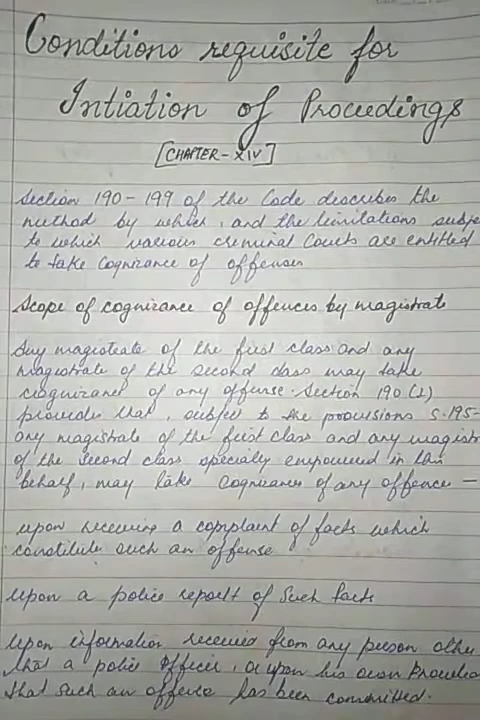 Conditions requisite for
Intiation of Proceedings
[CHAPTER-XIV]
Section 190-199 of the Code describes the
method by which, and the limitations subje
to which various criminal Courts are entitled
to take Cognizance of offenses
Scope of cognizance of offences by magistrate
Any magistrate of the first class and any
magistrate of the second class may take
cognizance of any offense. Section 190(1)
provides that, subject to the provisions S.195-
any magistrate of the first class and any magistr
of the second class specially empowered in
behalf, may take Cognizance of any offence —
upon receiving a complaint of facts which
constitute such an offense
Upon a police report of Such facts
Upon information received from any person other
that a police officer, or upon his own
that such an offence has been committed.